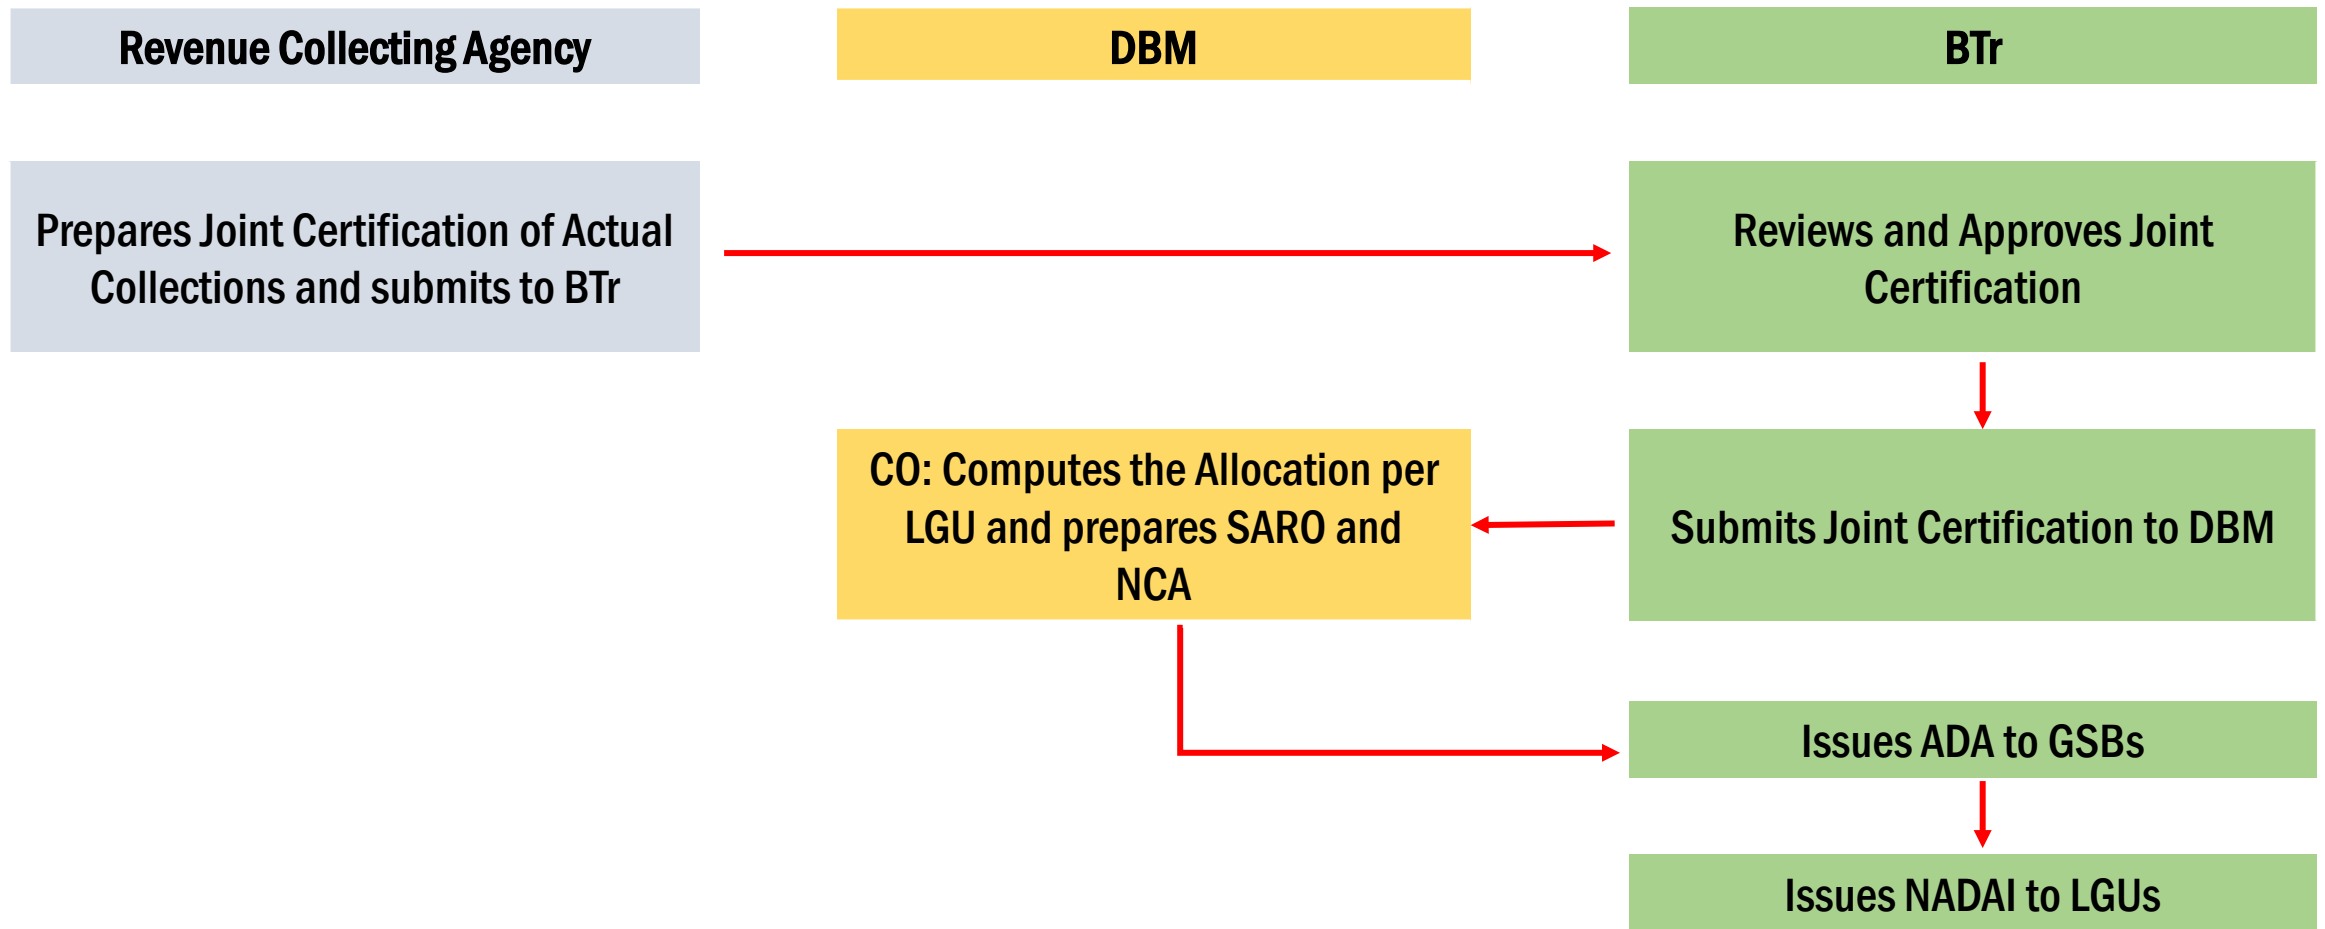 Revenue Collecting Agency
DBM
BTr
Prepares Joint Certification of Actual
Collections and submits to BTr
Reviews and Approves Joint
Certification
CO: Computes the Allocation per
LGU and prepares SARO and
NCA
Submits Joint Certification to DBM
Issues ADA to GSBs
Issues NADAI to LGUs